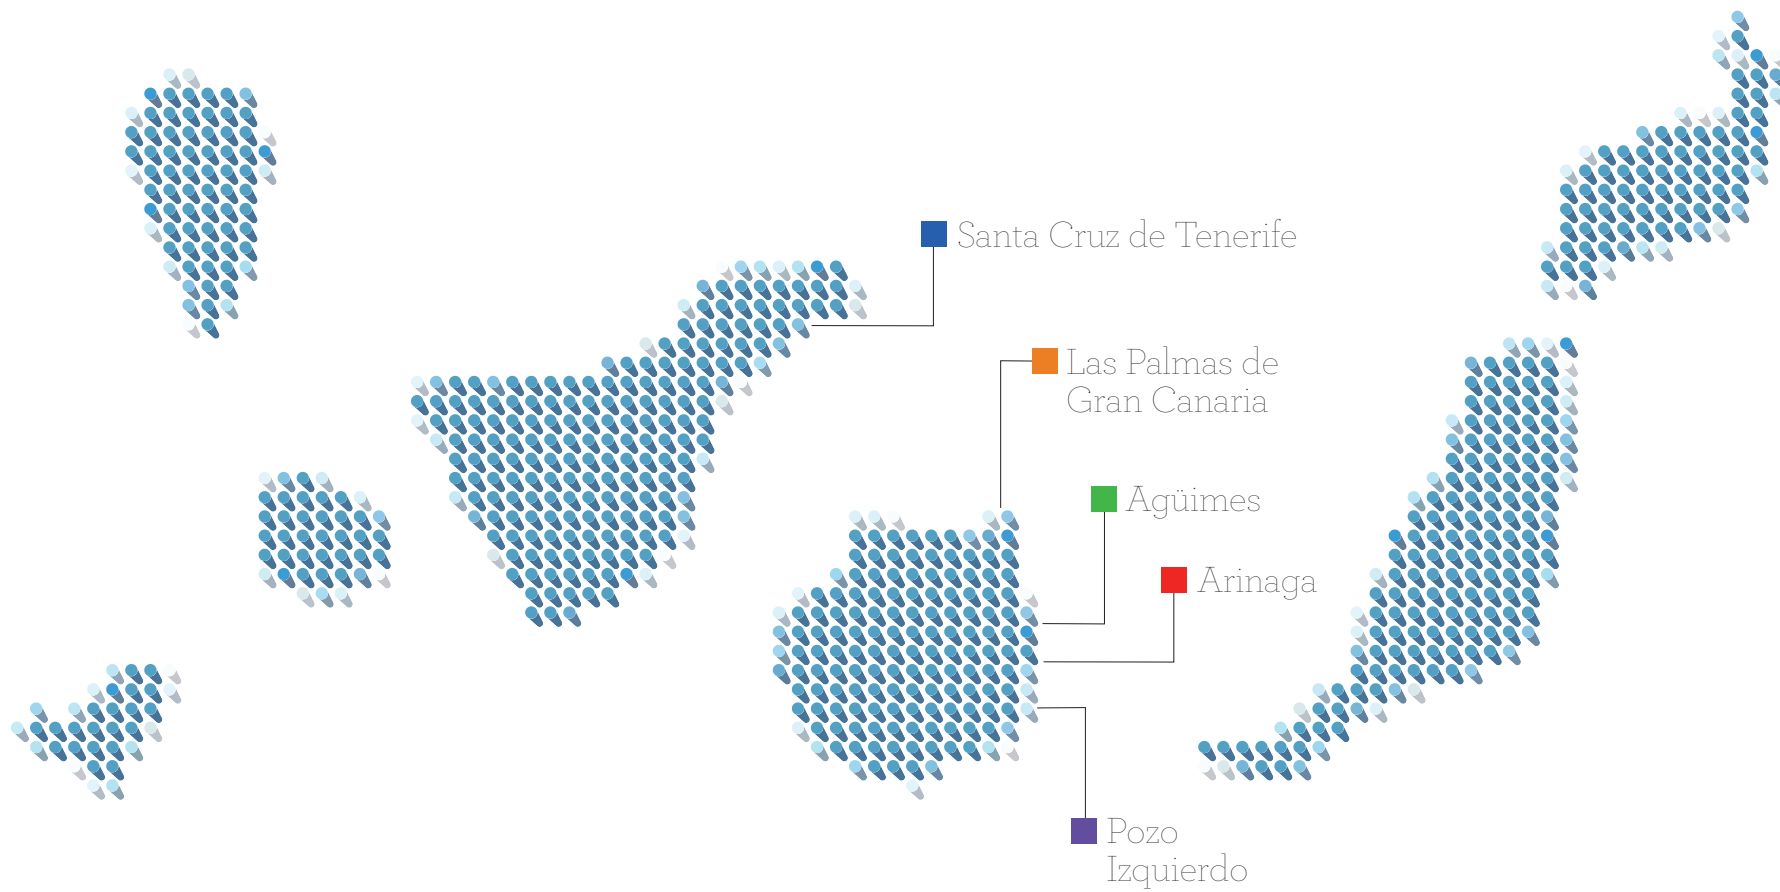 Santa Cruz de Tenerife
Las Palmas de
Gran Canaria
Agüimes
Arinaga
Pozo
Izquierdo